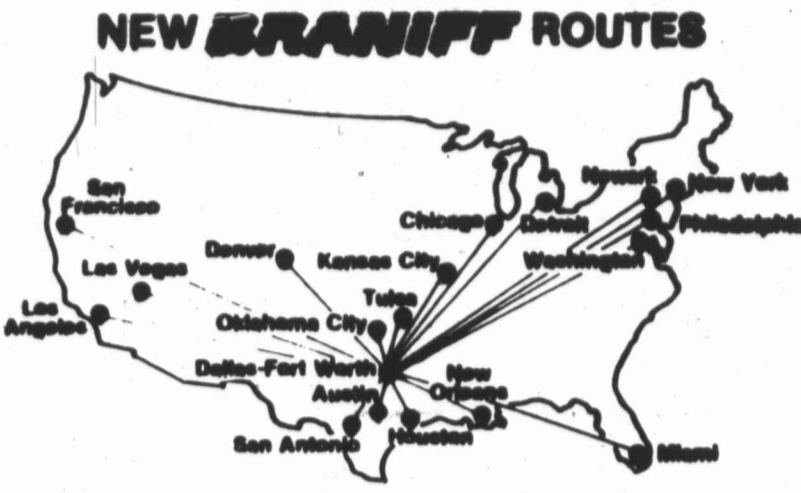 NEW BRANIFF ROUTES
San
Francisco
Las Vegas
Los
Angeles
Denver
Chicago
Kansas City
Tulsa
Oklahoma City
Dallas-Fort Worth
Austin
San Antonio
Houston
New
Orleans
Miami
Detroit
Newark
New York
Philadelphia
Washington